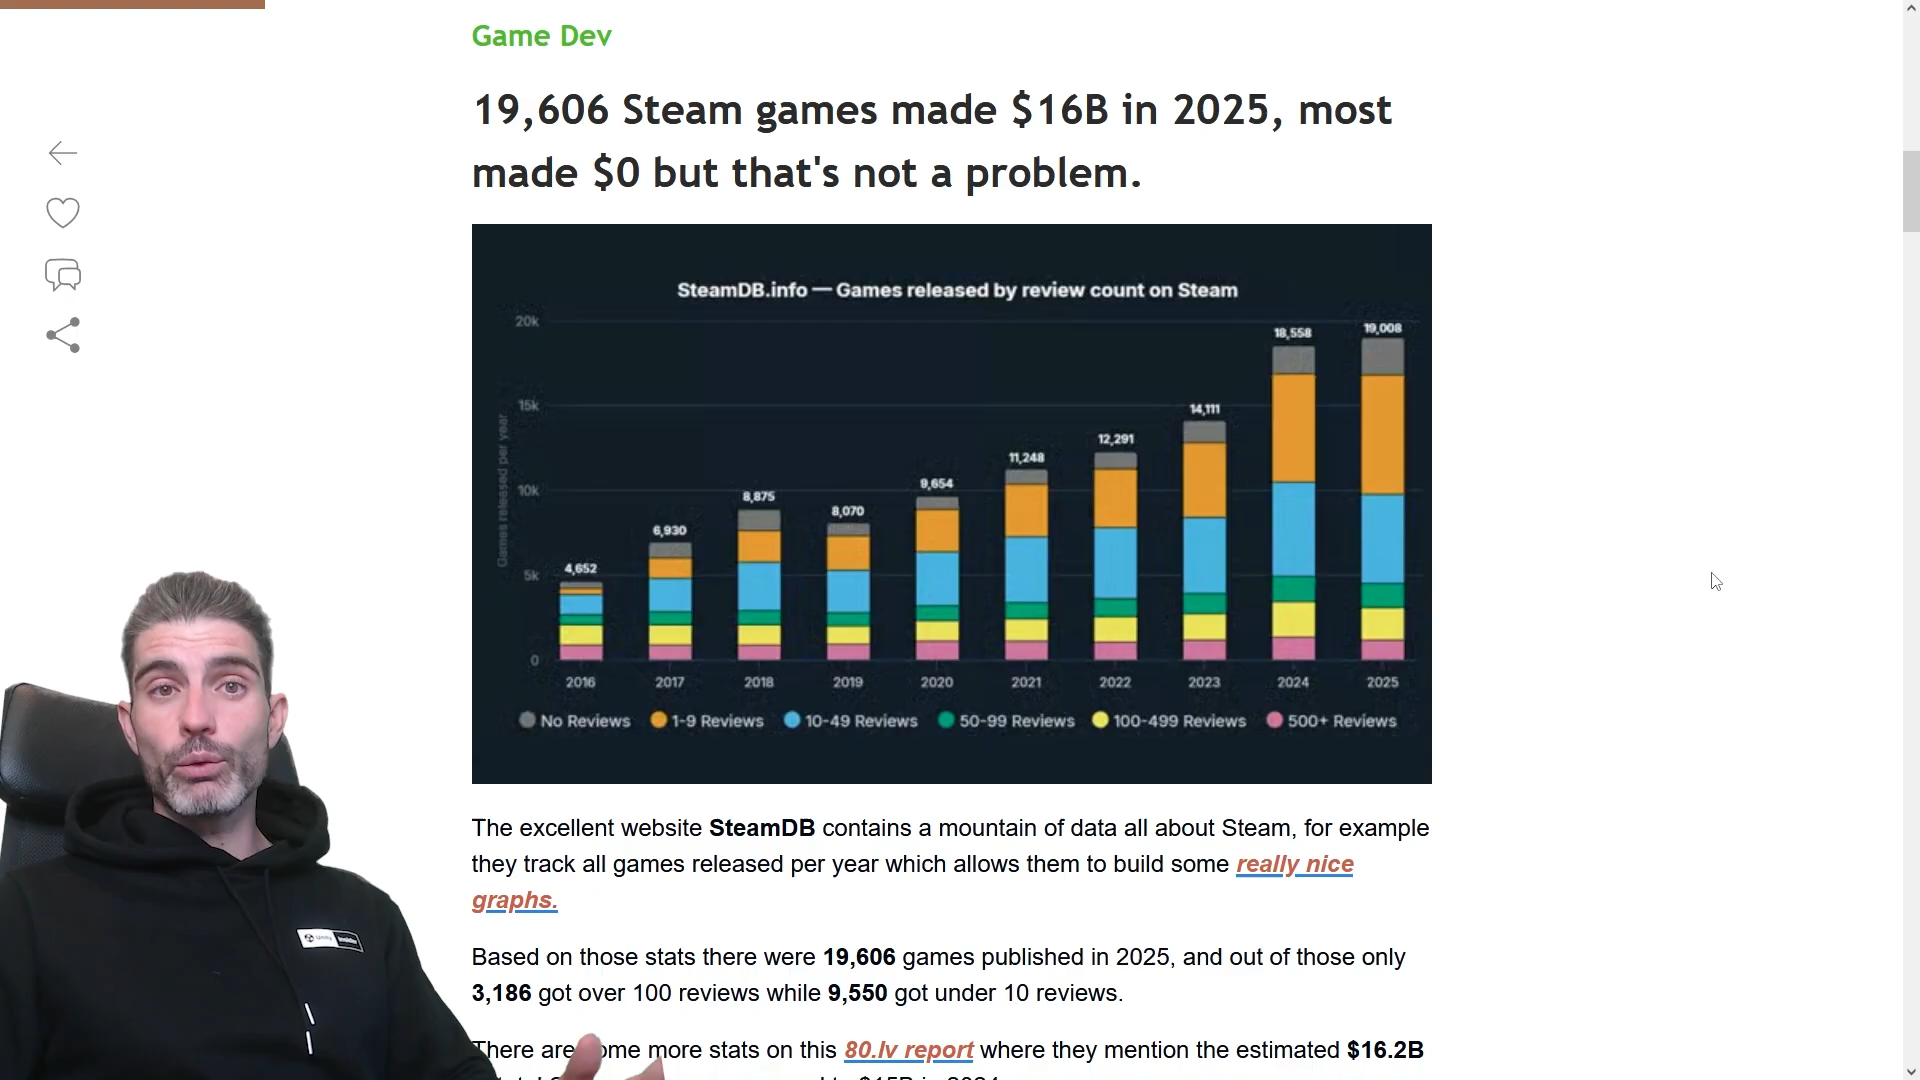 Game Dev
19,606 Steam games made $16B in 2025, most
made $0 but that's not a problem.
SteamDB.info — Games released by review count on Steam
Games released per year
20k
15k
10k
5k
0
4,652
6,930
8,875
8,070
9,654
11,248
12,291
14,111
18,558
19,008
2016 2017 2018 2019 2020 2021 2022 2023 2024 2025
No Reviews 1-9 Reviews 10-49 Reviews 50-99 Reviews 100-499 Reviews 500+ Reviews
The excellent website SteamDB contains a mountain of data all about Steam, for example
they track all games released per year which allows them to build some really nice
graphs.
Based on those stats there were 19,606 games published in 2025, and out of those only
3,186 got over 100 reviews while 9,550 got under 10 reviews.
There are some more stats on this 80.lv report where they mention the estimated $16.2B